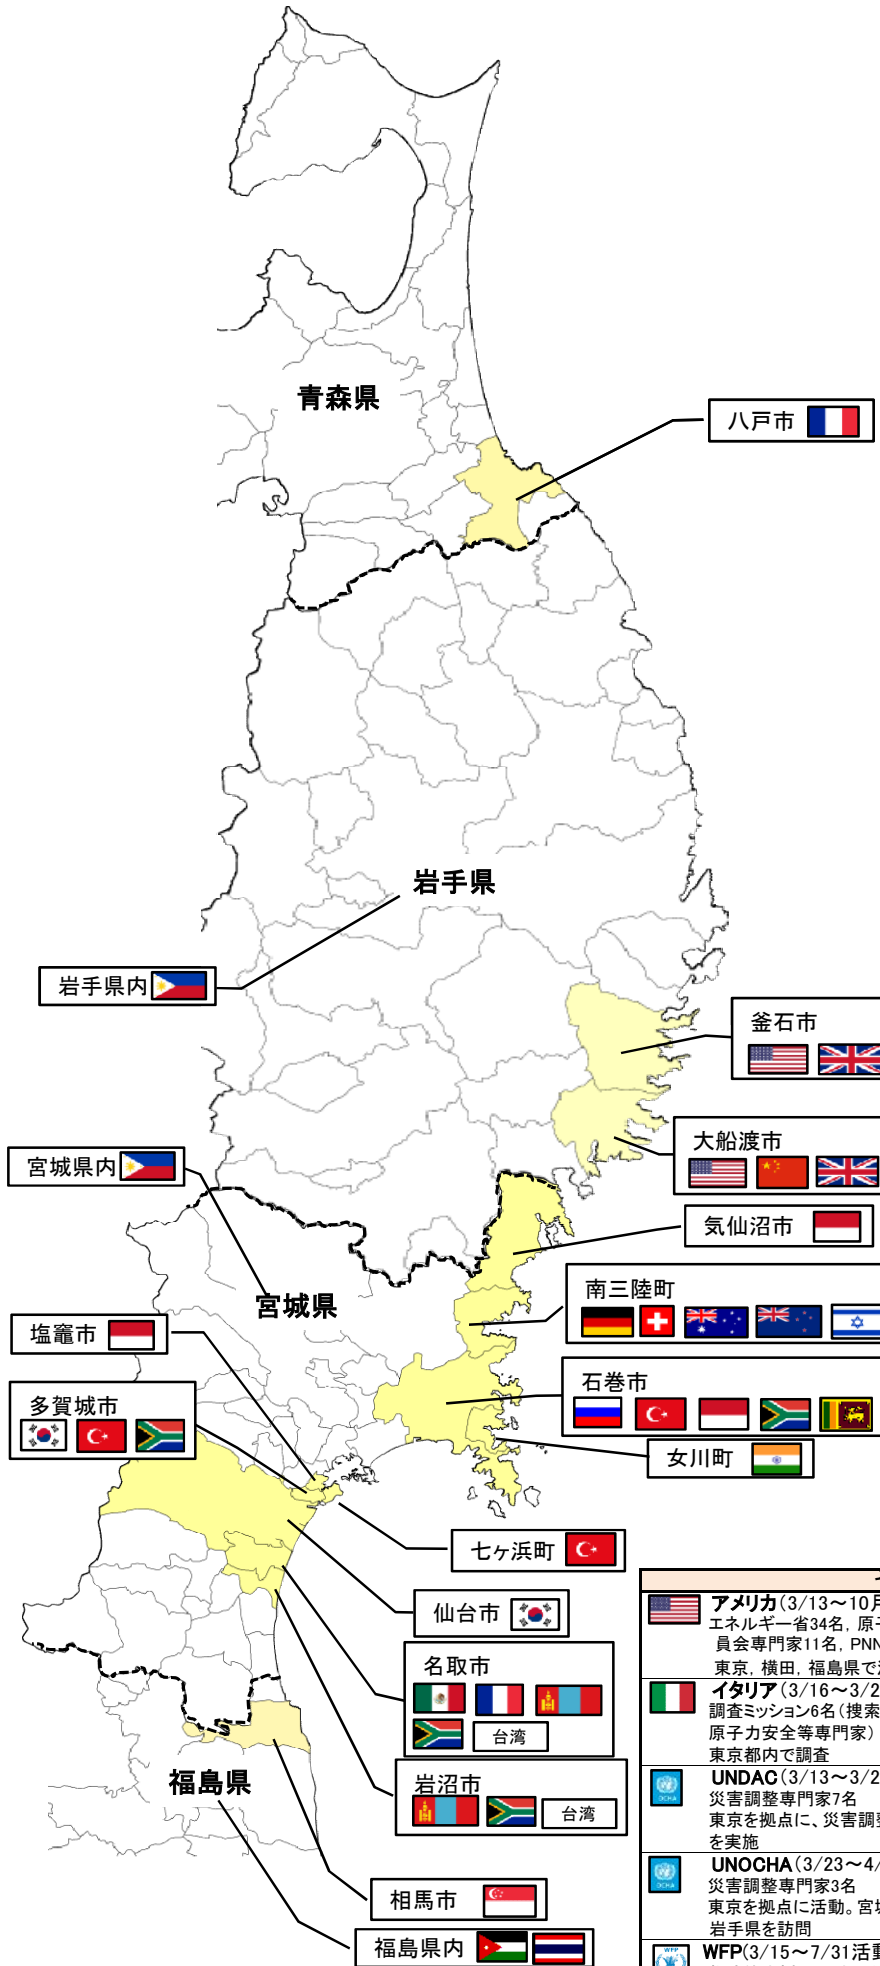 青森県
八戸市
岩手県
岩手県内
釜石市
大船渡市
宮城県内
気仙沼市
宮城県
南三陸町
塩竈市
石巻市
多賀城市
女川町
七ヶ浜町
仙台市
名取市
台湾
岩沼市
台湾
福島県
相馬市
福島県内
アメリカ(3/13～10月
エネルギー省34名, 原
員会専門家11名, PNN
東京, 横田, 福島県で
イタリア(3/16～3/2
調査ミッション6名(捜索
原子力安全等専門家)
東京都内で調査
UNDAC(3/13～3/2
災害調整専門家7名
東京を拠点に、災害調
を実施
UNOCHA(3/23～4/
災害調整専門家3名
東京を拠点に活動。宮
岩手県を訪問
WFP(3/15～7/31活
OCHA
OCHA
WFP